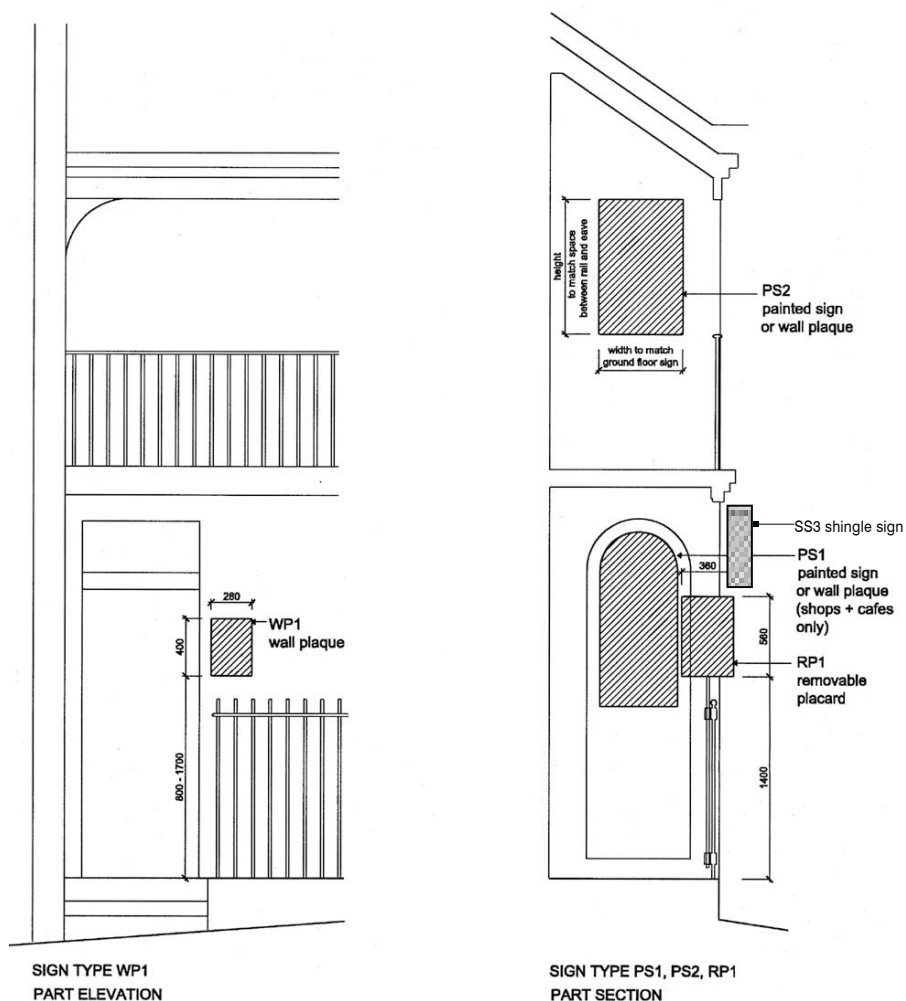 height
to match space
between rail and eave
PS2
painted sign
or wall plaque
width to match
ground floor sign
SS3 shingle sign
PS1
painted sign
or wall plaque
(shops + cafes
only)
360
280
WP1
wall plaque
400
560
RP1
removable
placard
800 - 1700
1400
SIGN TYPE WP1
PART ELEVATION
SIGN TYPE PS1, PS2, RP1
PART SECTION